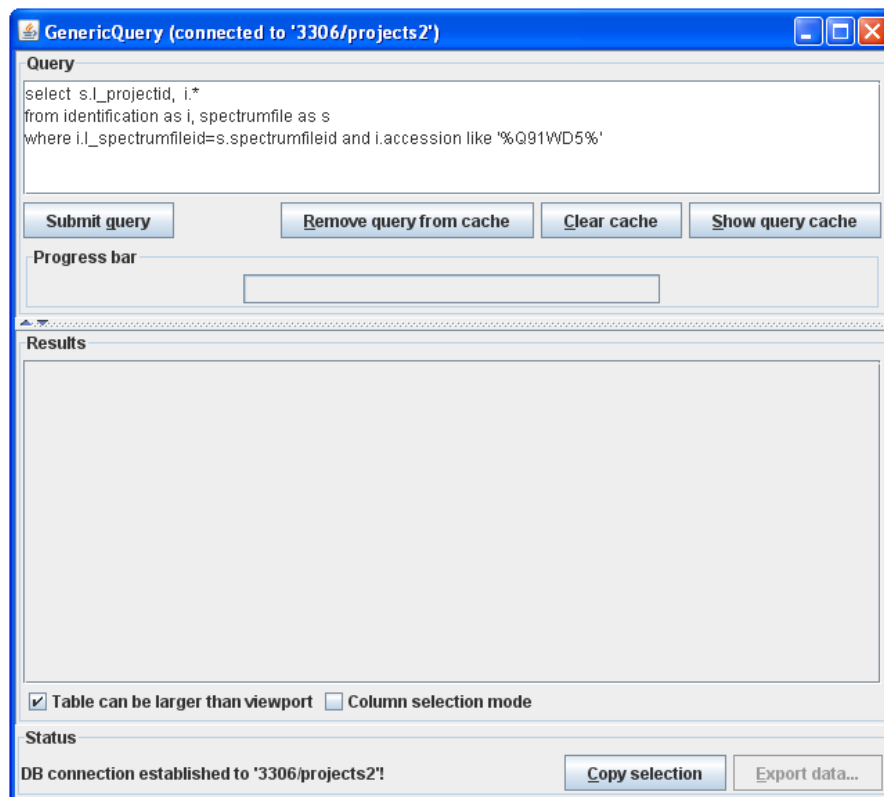 GenericQuery (connected to '3306/projects2')
Query
select s.l_projectid, i.*
from identification as i, spectrumfile as s
where i.l_spectrumfileid=s.spectrumfileid and i.accession like '%Q91WD5%'
Submit query Remove query from cache Clear cache Show query cache
Progress bar
Results
Table can be larger than viewport Column selection mode
Status
DB connection established to '3306/projects2'! Copy selection Export data...